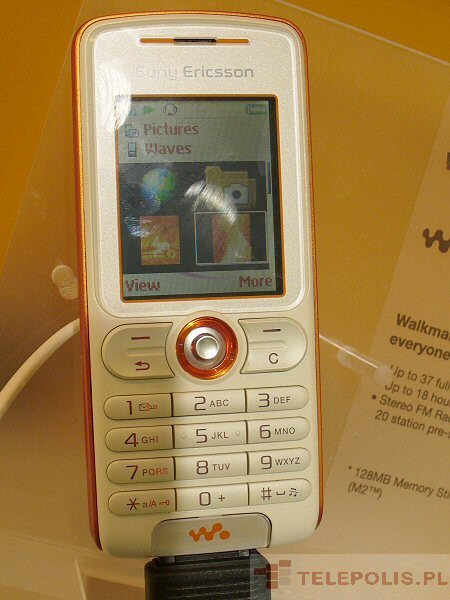 Sony Ericsson
Pictures
Waves
View More
C
1
2 ABC 3 DEF
4 GHI 5 JKL 6 MNO
7 PQRS 8 TUV 9 WXYZ
* a/A 0 + #
Walkma
everyone
Up to 37 full
Up to 18 hou
• Stereo FM Ra
20 station pre-
* 128MB Memory Sti
(M2™)
TELEPOLIS.PL